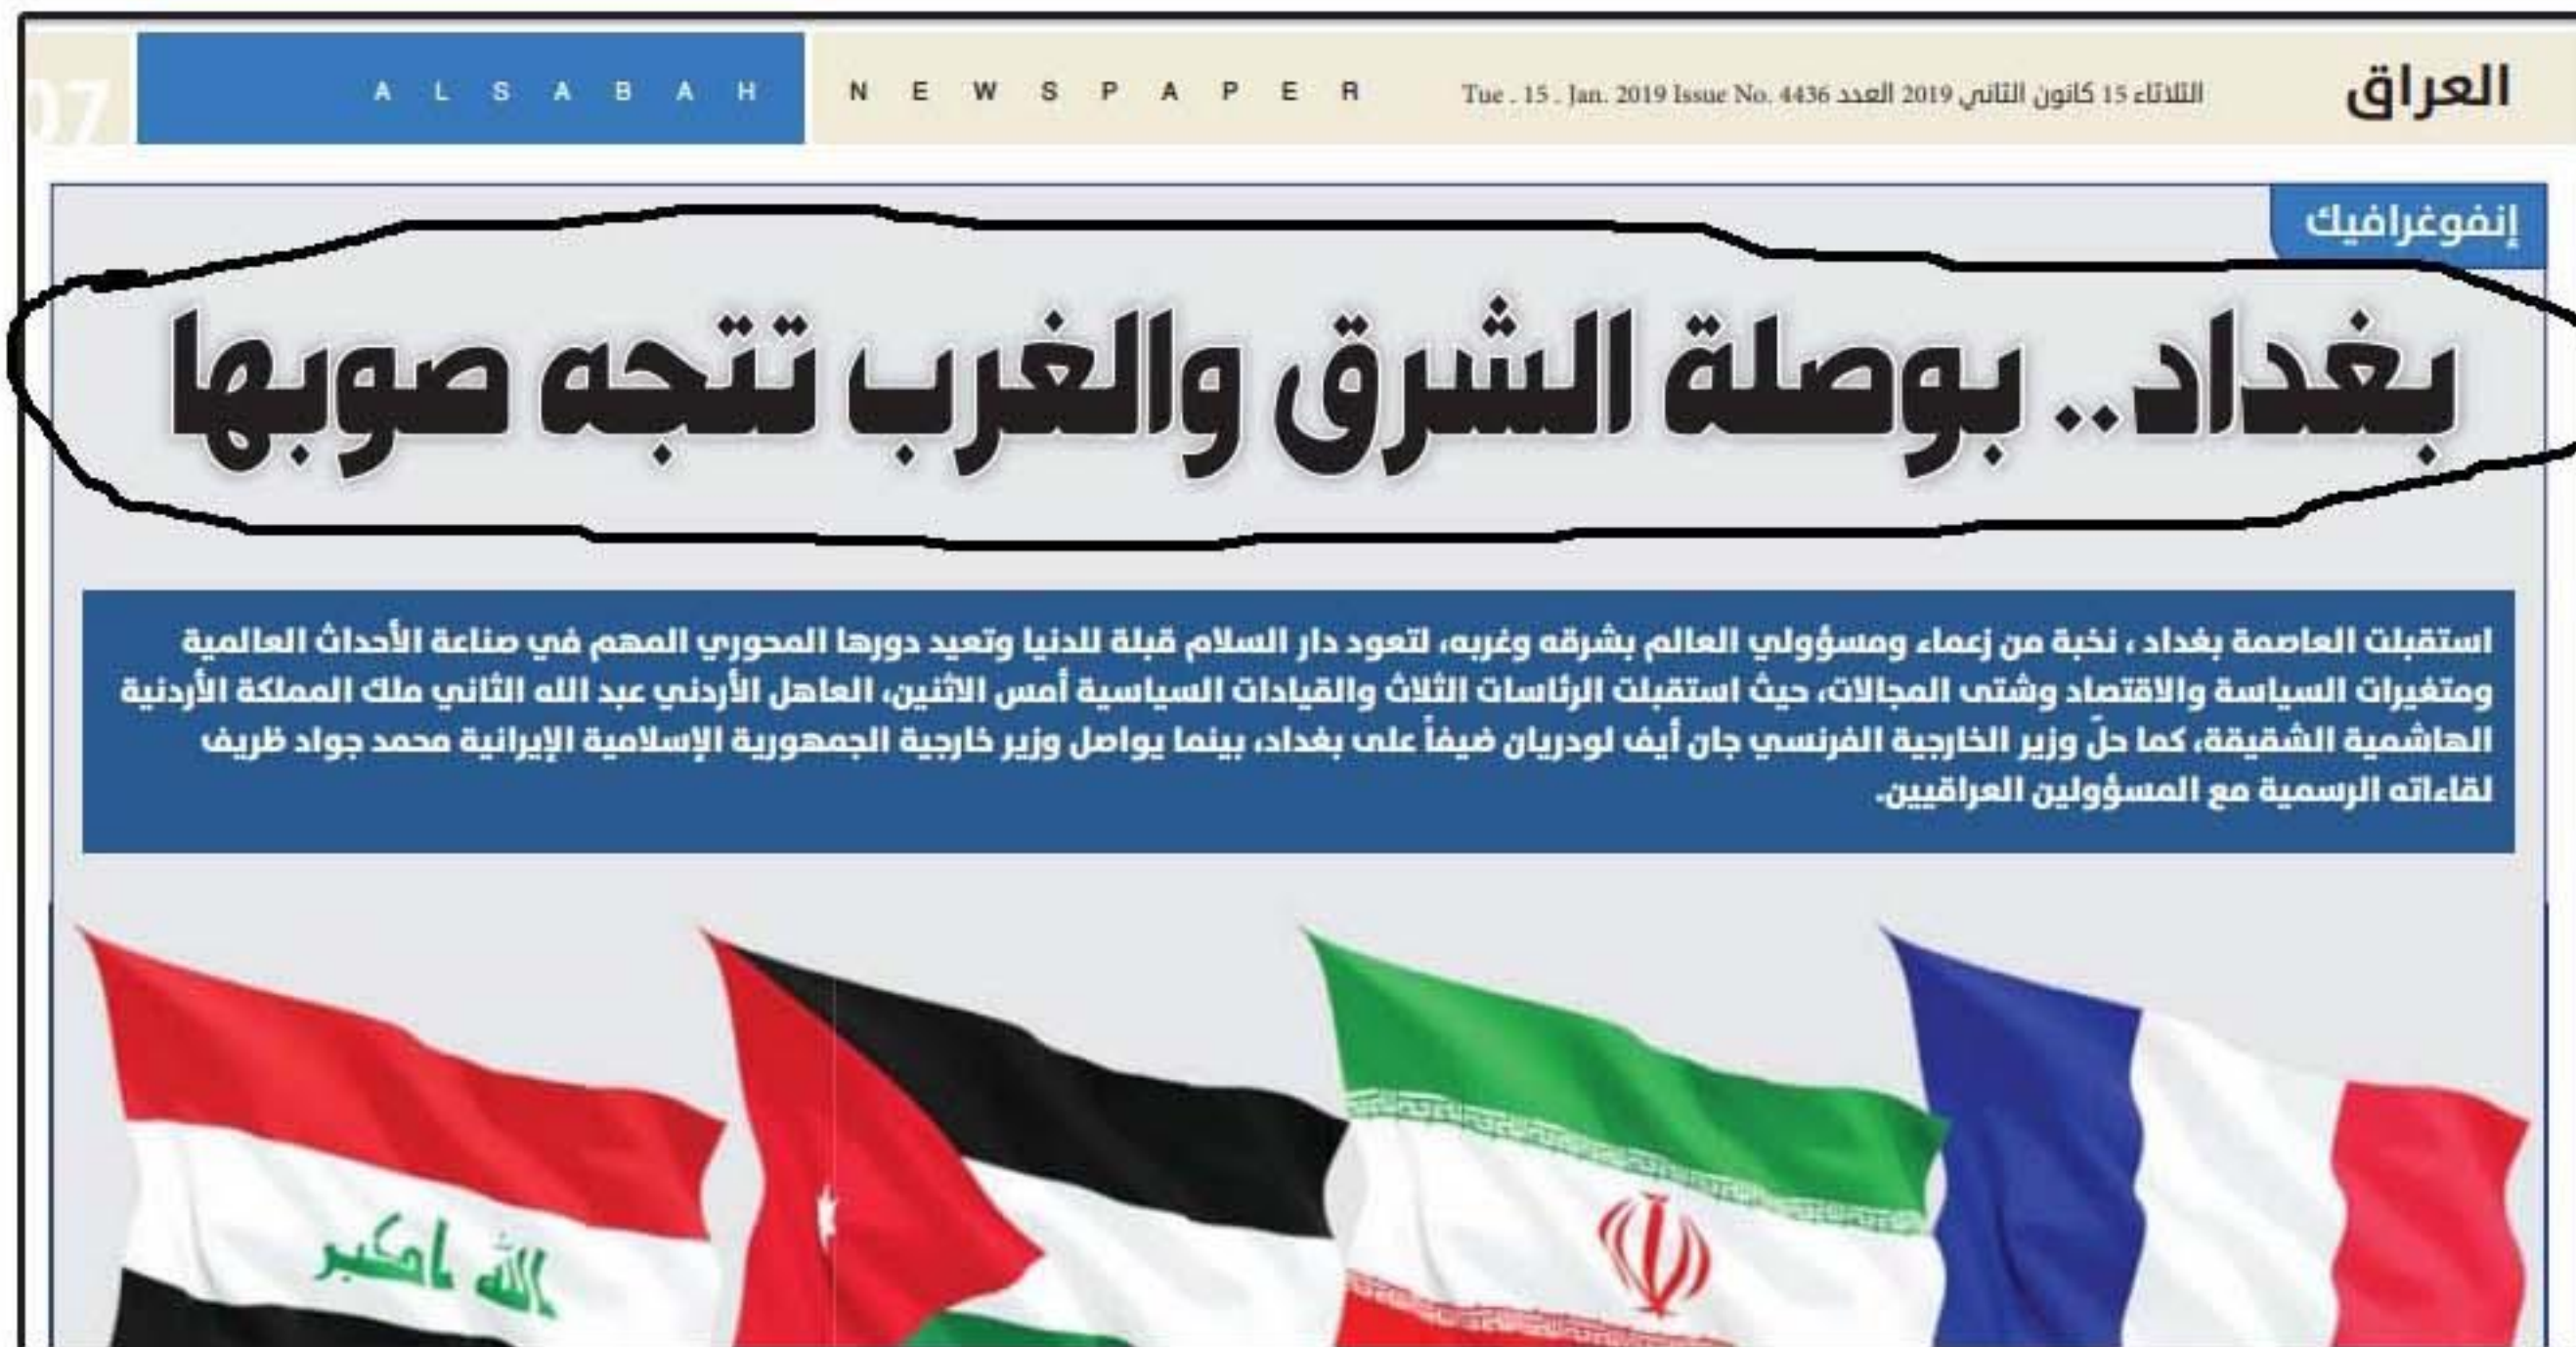 العراق
الثلاثاء 15 كانون الثاني 2019 العدد Tue . 15 . Jan. 2019 Issue No. 4436
ALSABAH NEWSPAPER
07
إنفوغرافيك
بغداد.. بوصلة الشرق والغرب تتجه صوبها
استقبلت العاصمة بغداد ، نخبة من زعماء ومسؤولي العالم بشرقه وغربه، لتعود دار السلام قبلة للدنيا وتعيد دورها المحوري المهم في صناعة الأحداث العالمية
ومتغيرات السياسة والاقتصاد وشتى المجالات، حيث استقبلت الرئاسات الثلاث والقيادات السياسية أمس الاثنين، العاهل الأردني عبد الله الثاني ملك المملكة الأردنية
الهاشمية الشقيقة، كما حلّ وزير الخارجية الفرنسي جان أيف لودريان ضيفاً على بغداد، بينما يواصل وزير خارجية الجمهورية الإسلامية الإيرانية محمد جواد ظريف
لقاءاته الرسمية مع المسؤولين العراقيين.
الله اكبر